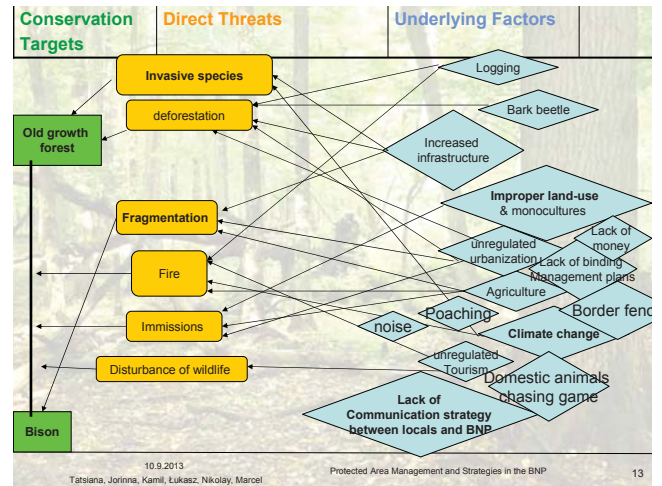 Conservation
Targets
Direct Threats
Underlying Factors
Invasive species
Logging
deforestation
Bark beetle
Old growth
forest
Increased
infrastructure
Improper land-use
& monocultures
Fragmentation
Lack of
money
unregulated
urbanization
Lack of binding
Management plans
Fire
Agriculture
Border fenc
Poaching
noise
Immissions
Climate change
unregulated
Tourism
Disturbance of wildlife
Domestic animals
chasing game
Lack of
Communication strategy
between locals and BNP
Bison
10.9.2013
Tatsiana, Jorinna, Kamil, Łukasz, Nikolay, Marcel
Protected Area Management and Strategies in the BNP
13